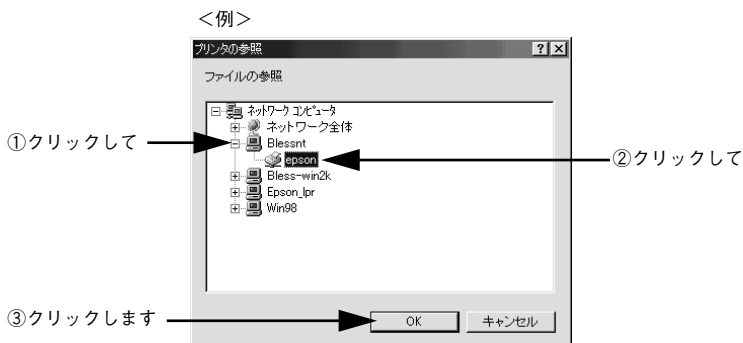 ＜例＞
プリンタの参照
ファイルの参照
ネットワーク コンピュータ
ネットワーク全体
①クリックして
Blessnt
epson
②クリックして
Bless-win2k
Epson_lpr
Win98
③クリックします
OK
キャンセル